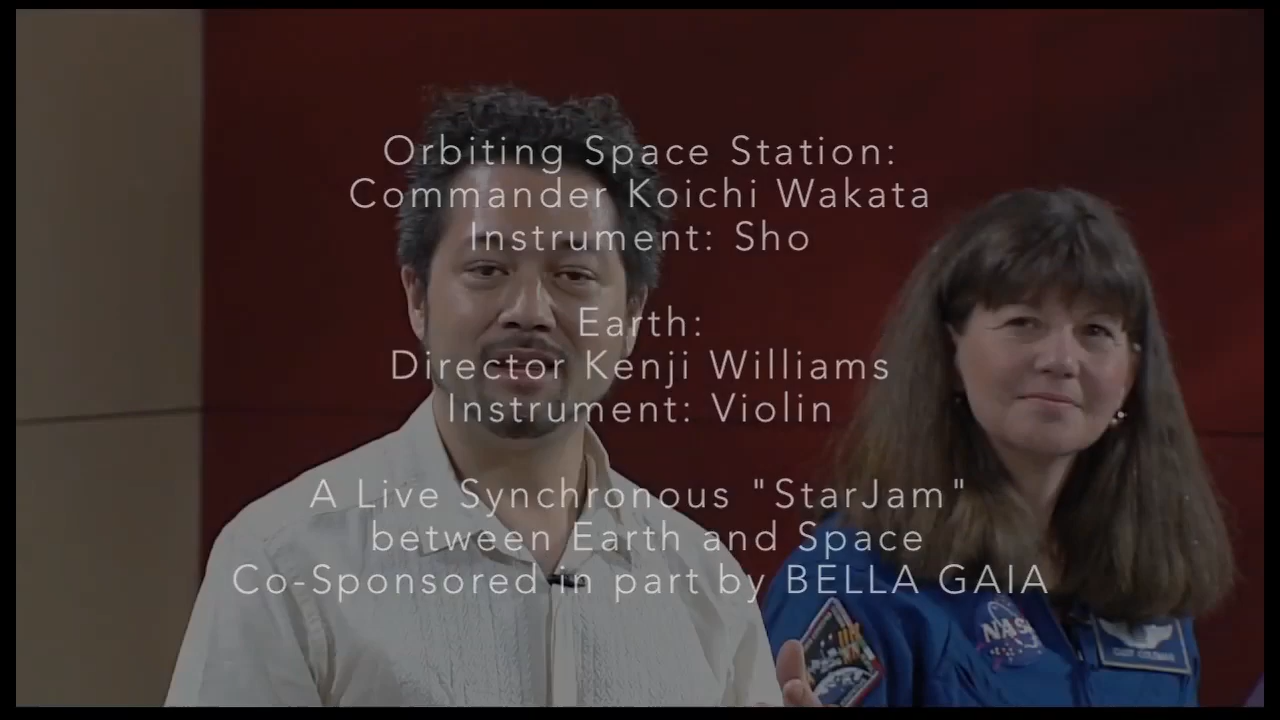 Orbiting Space Station:
Commander Koichi Wakata
Instrument: Sho
Earth:
Director Kenji Williams
Instrument: Violin
A Live Synchronous "StarJam"
between Earth and Space
Co-Sponsored in part by BELLA GAIA
NASA